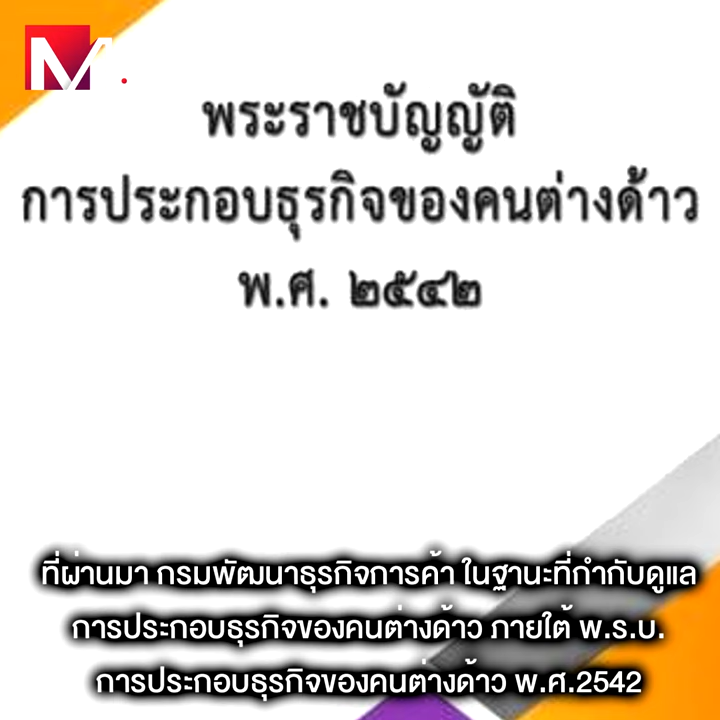 M.
พระราชบัญญัติ
การประกอบธุรกิจของคนต่างด้าว
พ.ศ. ๒๕๔๒
ที่ผ่านมา กรมพัฒนาธุรกิจการค้า ในฐานะที่กำกับดูแล
การประกอบธุรกิจของคนต่างด้าว ภายใต้ พ.ร.บ.
การประกอบธุรกิจของคนต่างด้าว พ.ศ.2542